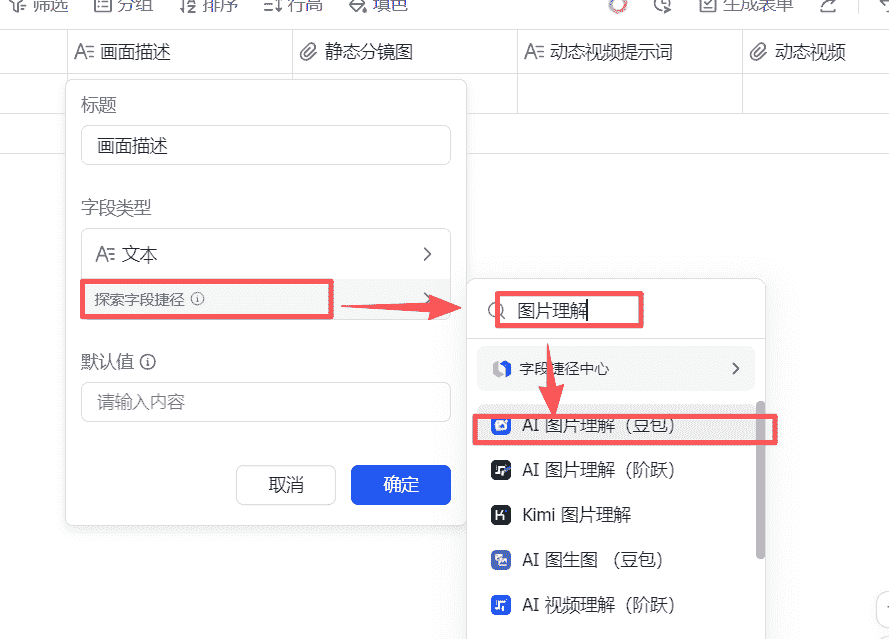 筛选 分组 排序 行高 填色 生成表单
画面描述 静态分镜图 动态视频提示词 动态视频
标题
画面描述
字段类型
文本
探索字段捷径
图片理解
默认值
字段捷径中心
请输入内容
AI 图片理解（豆包）
AI 图片理解（阶跃）
取消 确定
Kimi 图片理解
AI 图生图 （豆包）
AI 视频理解（阶跃）